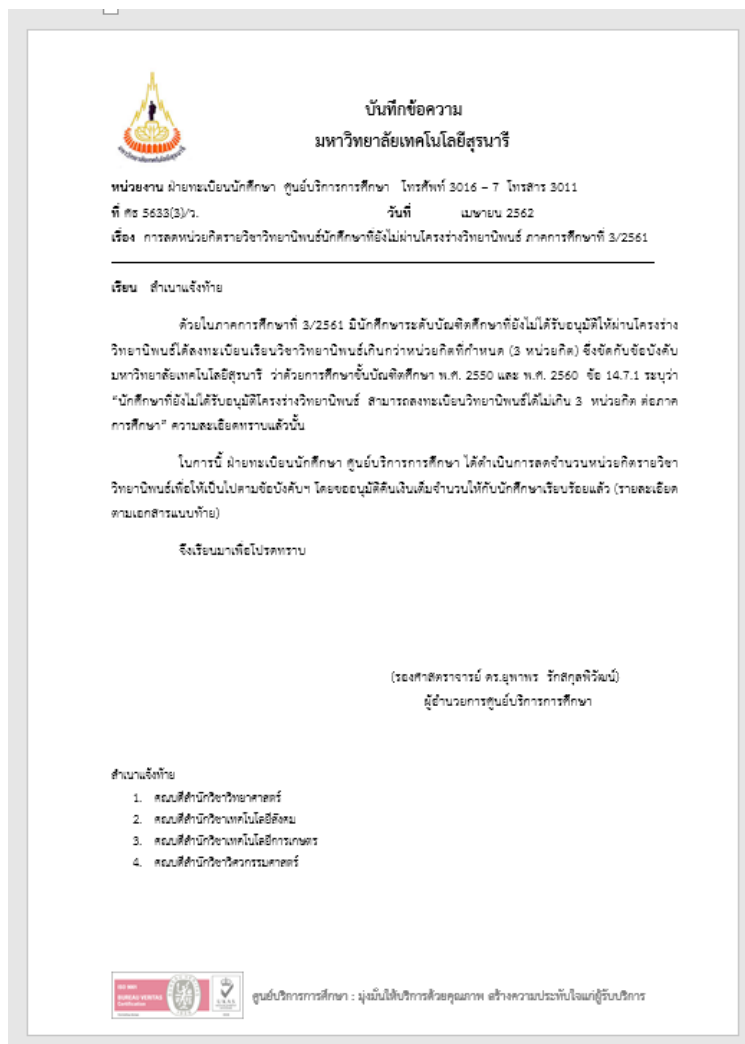 บันทึกข้อความ
มหาวิทยาลัยเทคโนโลยีสุรนารี
หน่วยงาน ฝ่ายทะเบียนนักศึกษา ศูนย์บริการการศึกษา โทรศัพท์ 3016 – 7 โทรสาร 3011
ที่ ศธ 5633(3)/ว. วันที่ เมษายน 2562
เรื่อง การลดหน่วยกิตรายวิชาวิทยานิพนธ์นักศึกษาที่ยังไม่ผ่านโครงร่างวิทยานิพนธ์ ภาคการศึกษาที่ 3/2561
เรียน สำเนาแจ้งท้าย
ด้วยในภาคการศึกษาที่ 3/2561 มีนักศึกษาระดับบัณฑิตศึกษาที่ยังไม่ได้รับอนุมัติให้ผ่านโครงร่าง
วิทยานิพนธ์ได้ลงทะเบียนเรียนวิชาวิทยานิพนธ์เกินกว่าหน่วยกิตที่กำหนด (3 หน่วยกิต) ซึ่งขัดกับข้อบังคับ
มหาวิทยาลัยเทคโนโลยีสุรนารี ว่าด้วยการศึกษาขั้นบัณฑิตศึกษา พ.ศ. 2550 และ พ.ศ. 2560 ข้อ 14.7.1 ระบุว่า
“นักศึกษาที่ยังไม่ได้รับอนุมัติโครงร่างวิทยานิพนธ์ สามารถลงทะเบียนวิทยานิพนธ์ได้ไม่เกิน 3 หน่วยกิต ต่อภาค
การศึกษา” ความละเอียดทราบแล้วนั้น
ในการนี้ ฝ่ายทะเบียนนักศึกษา ศูนย์บริการการศึกษา ได้ดำเนินการลดจำนวนหน่วยกิตรายวิชา
วิทยานิพนธ์เพื่อให้เป็นไปตามข้อบังคับฯ โดยขออนุมัติคืนเงินเต็มจำนวนให้กับนักศึกษาเรียบร้อยแล้ว (รายละเอียด
ตามเอกสารแนบท้าย)
จึงเรียนมาเพื่อโปรดทราบ
(รองศาสตราจารย์ ดร.ยุพาพร รักสกุลพิวัฒน์)
ผู้อำนวยการศูนย์บริการการศึกษา
สำเนาแจ้งท้าย
1. คณบดีสำนักวิชาวิทยาศาสตร์
2. คณบดีสำนักวิชาเทคโนโลยีสังคม
3. คณบดีสำนักวิชาเทคโนโลยีการเกษตร
4. คณบดีสำนักวิชาวิศวกรรมศาสตร์
BUREAU VERITAS
Certification
ศูนย์บริการการศึกษา : มุ่งมั่นให้บริการด้วยคุณภาพ สร้างความประทับใจแก่ผู้รับบริการ